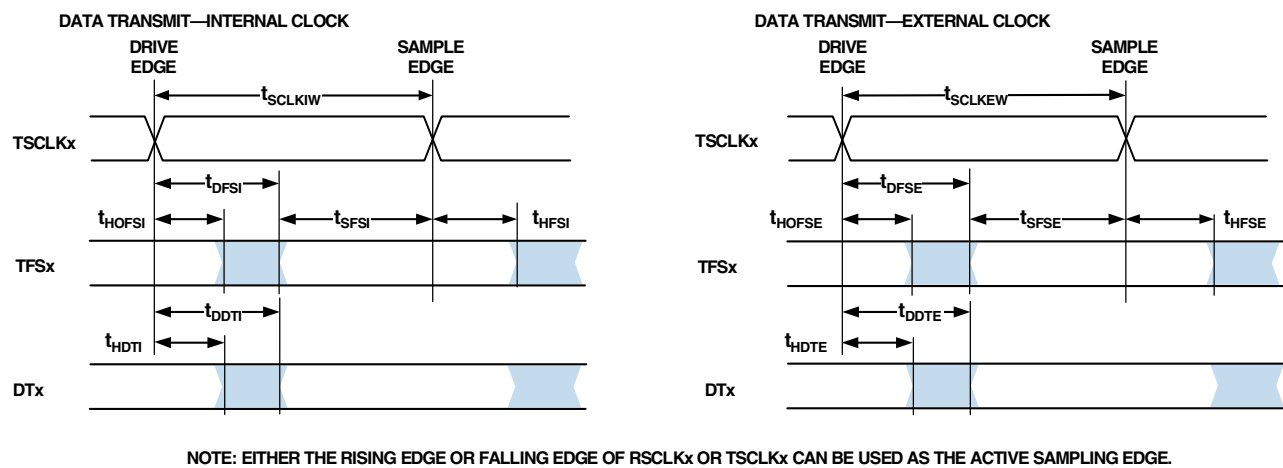 DATA TRANSMIT—INTERNAL CLOCK
DRIVE EDGE
SAMPLE EDGE
tSCLKIW
TSCLKx
tDFSI
tHOFSI
tSFSI
tHFSI
TFSx
tDDTI
tHDTI
DTx
DATA TRANSMIT—EXTERNAL CLOCK
DRIVE EDGE
SAMPLE EDGE
tSCLKEW
TSCLKx
tDFSE
tHOFSE
tSFSE
tHFSE
TFSx
tDDTE
tHDTE
DTx
NOTE: EITHER THE RISING EDGE OR FALLING EDGE OF RSCLKx OR TSCLKx CAN BE USED AS THE ACTIVE SAMPLING EDGE.